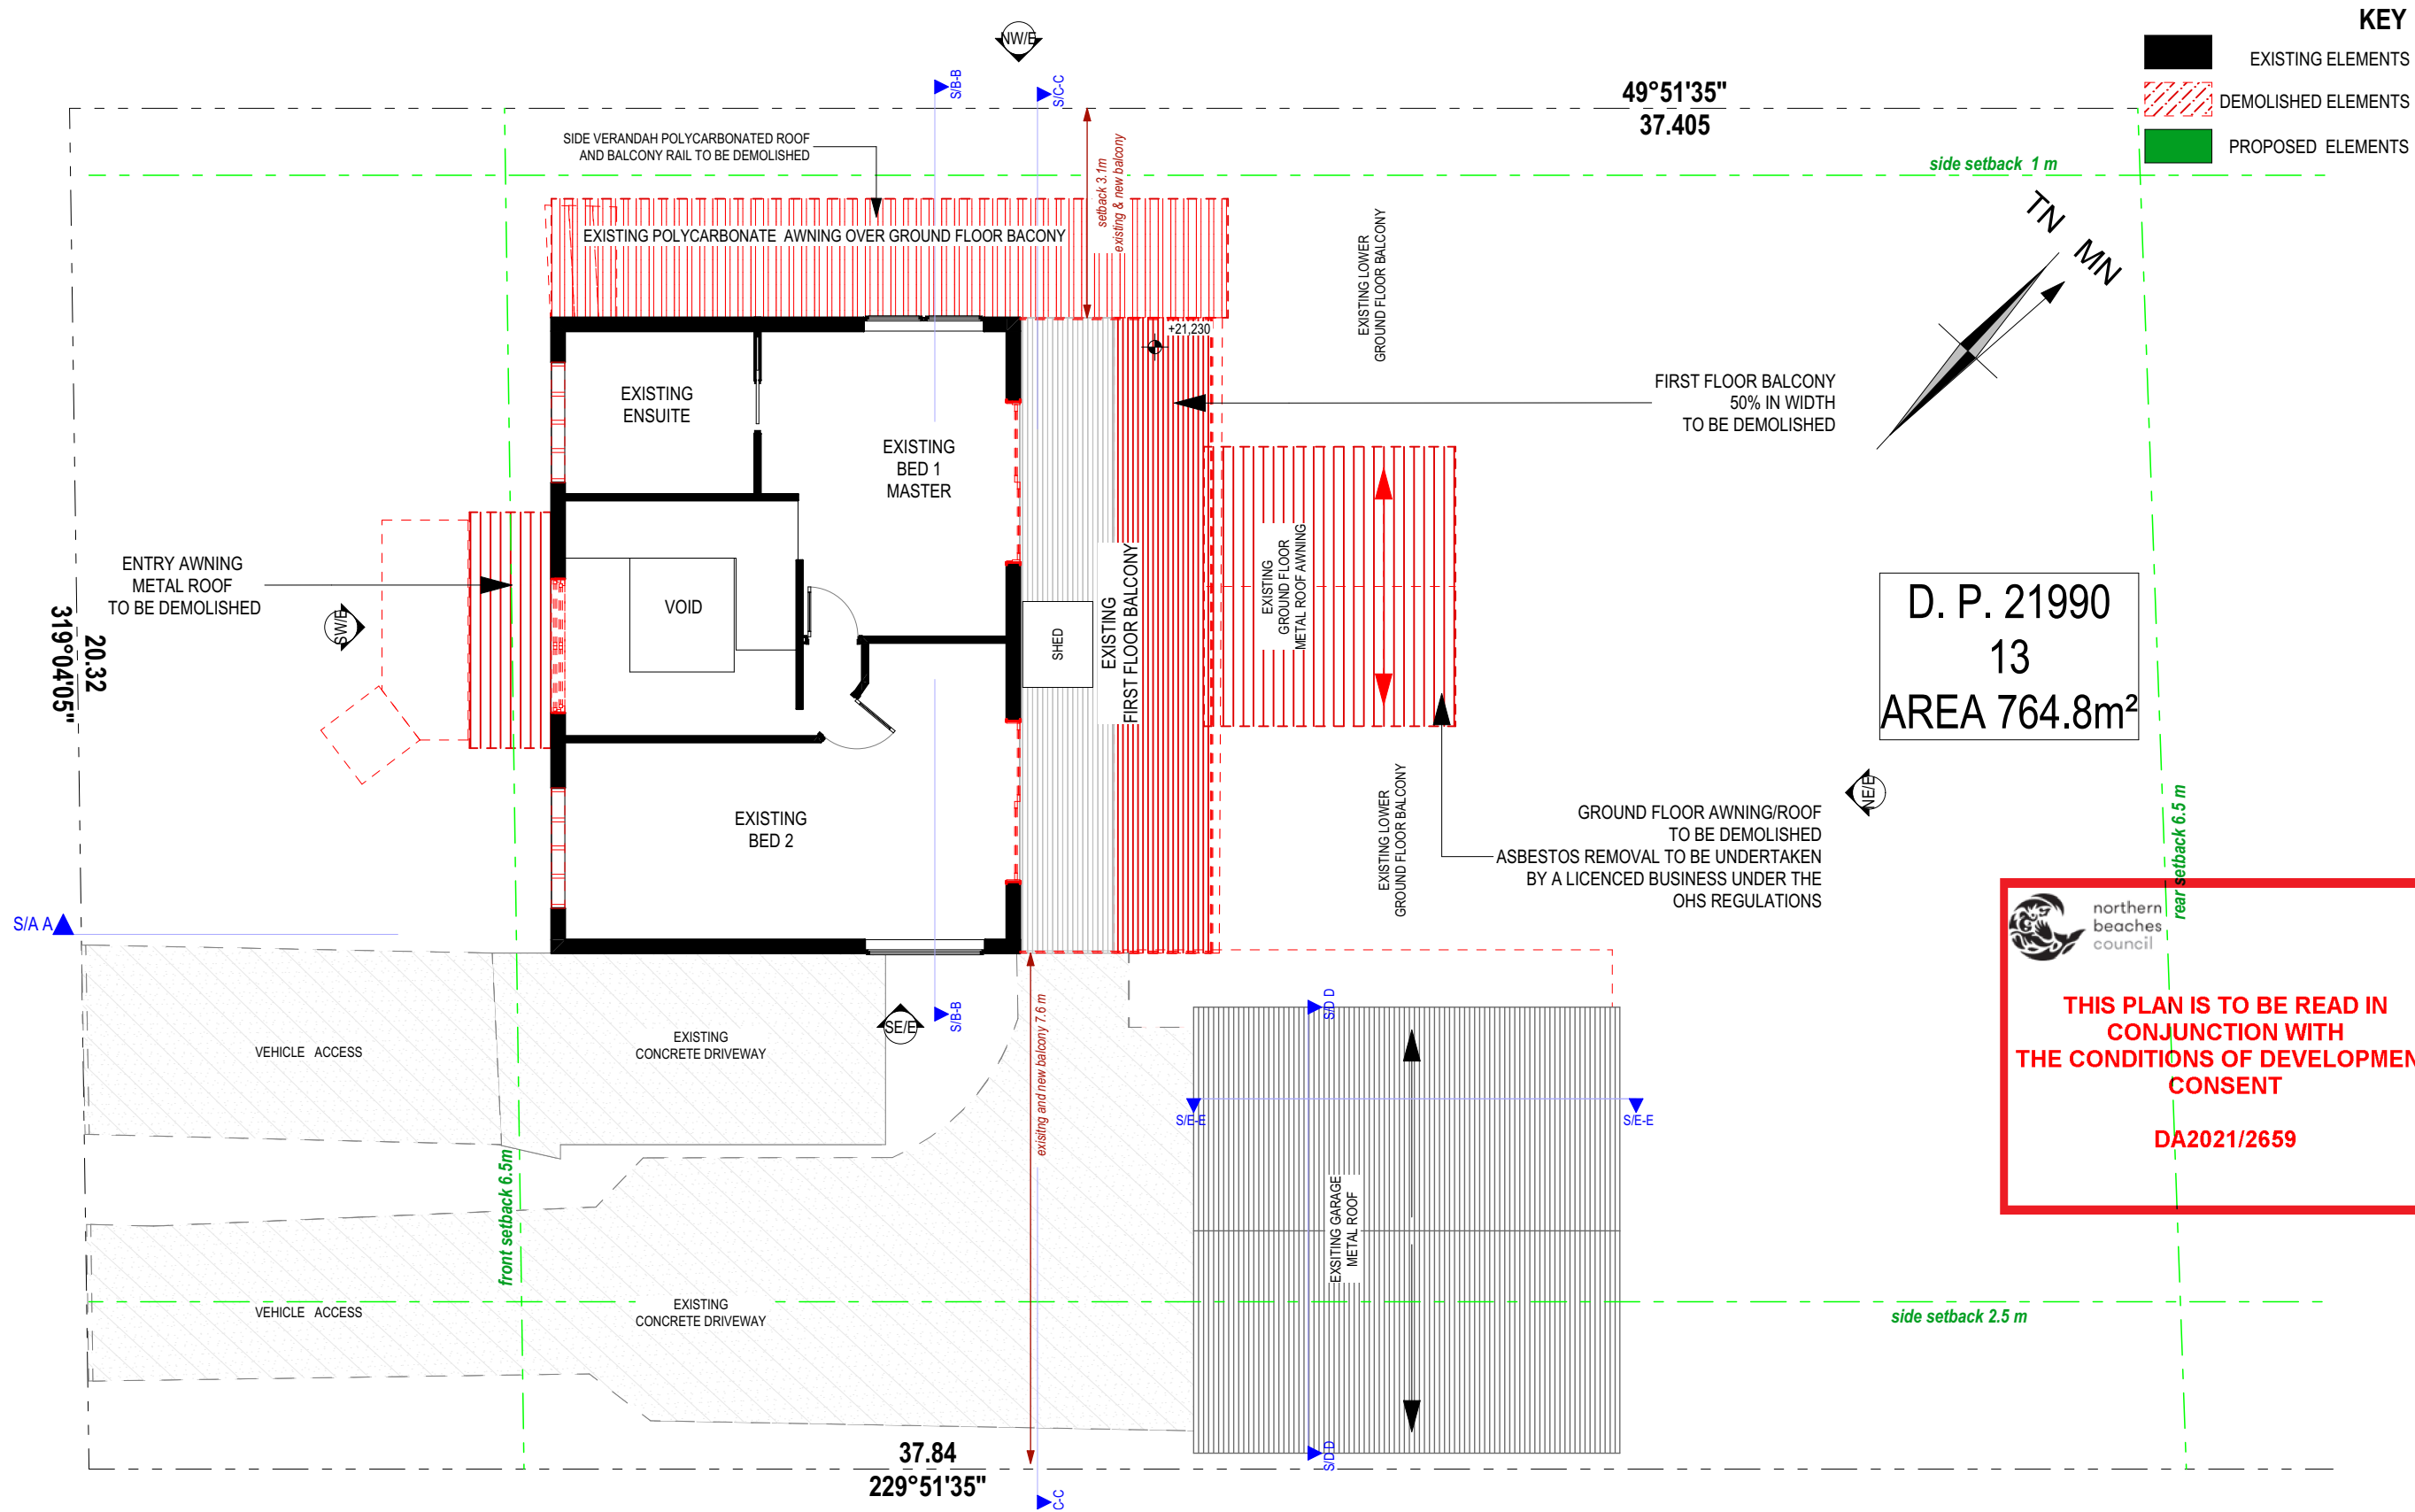 KEY
EXISTING ELEMENTS
DEMOLISHED ELEMENTS
PROPOSED ELEMENTS
NW/E
S/B-B
S/C-C
49°51'35"
37.405
SIDE VERANDAH POLYCARBONATED ROOF
AND BALCONY RAIL TO BE DEMOLISHED
setback 3.1m
existing & new balcony
side setback 1 m
TN
MN
EXISTING POLYCARBONATE AWNING OVER GROUND FLOOR BACONY
EXISTING LOWER
GROUND FLOOR BALCONY
+21,230
EXISTING
ENSUITE
EXISTING
BED 1
MASTER
FIRST FLOOR BALCONY
50% IN WIDTH
TO BE DEMOLISHED
ENTRY AWNING
METAL ROOF
TO BE DEMOLISHED
SW/E
319°04'05"
20.32
VOID
SHED
EXISTING
FIRST FLOOR BALCONY
EXISTING
GROUND FLOOR
METAL ROOF AWNING
D. P. 21990
13
AREA 764.8m²
NE/E
EXISTING
BED 2
EXISTING LOWER
GROUND FLOOR BALCONY
GROUND FLOOR AWNING/ROOF
TO BE DEMOLISHED
ASBESTOS REMOVAL TO BE UNDERTAKEN
BY A LICENCED BUSINESS UNDER THE
OHS REGULATIONS
rear setback 6.5 m
S/A A
northern
beaches
council
THIS PLAN IS TO BE READ IN
CONJUNCTION WITH
THE CONDITIONS OF DEVELOPMEN
CONSENT
DA2021/2659
SE/E
S/B-B
exisitng and new balcony 7.6 m
S/D D
VEHICLE ACCESS
EXISTING
CONCRETE DRIVEWAY
S/E-E
S/E-E
front setback 6.5m
EXSITING GARAGE
METAL ROOF
VEHICLE ACCESS
EXISTING
CONCRETE DRIVEWAY
side setback 2.5 m
S/D D
37.84
229°51'35"
C-C